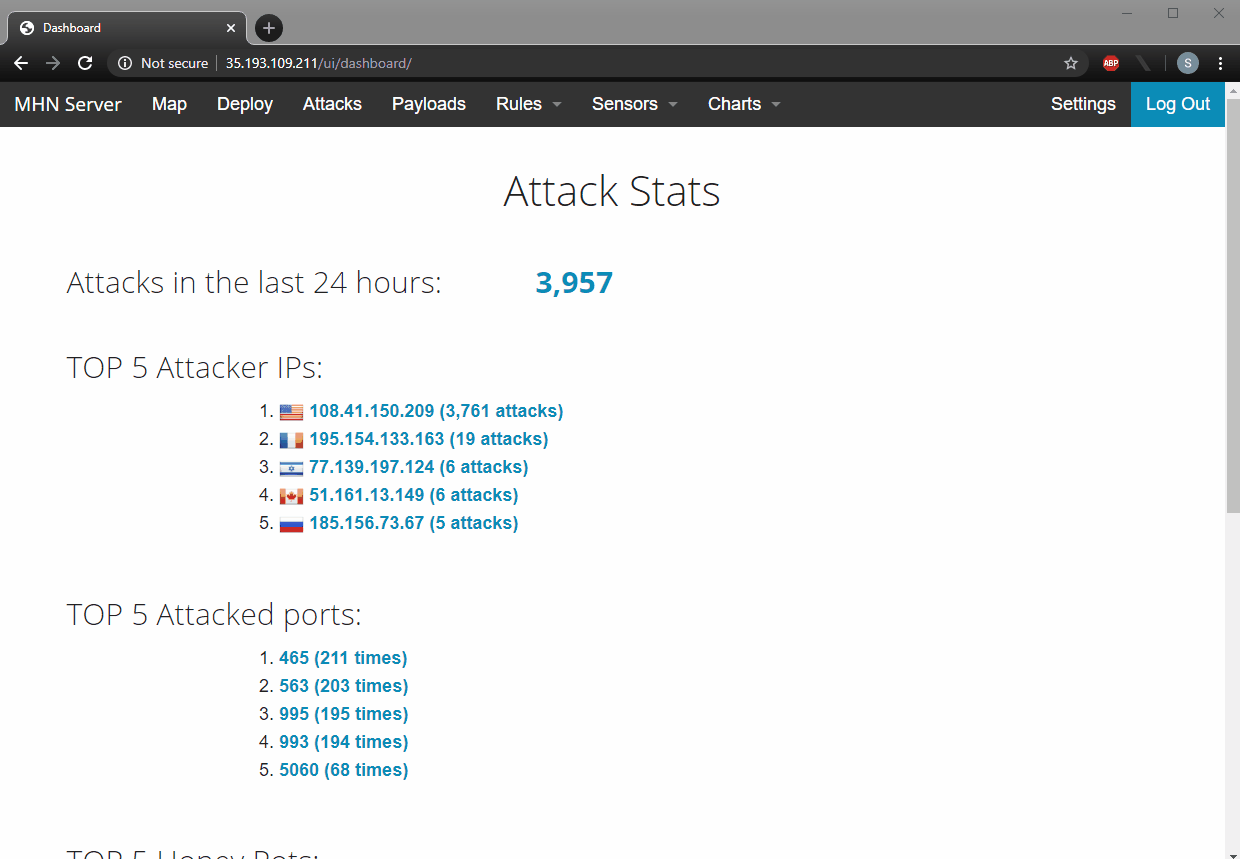 Dashboard
Not secure 35.193.109.211/ui/dashboard/ ABP S
MHN Server Map Deploy Attacks Payloads Rules Sensors Charts Settings Log Out
Attack Stats
Attacks in the last 24 hours: 3,957
TOP 5 Attacker IPs:
1. 108.41.150.209 (3,761 attacks)
2. 195.154.133.163 (19 attacks)
3. 77.139.197.124 (6 attacks)
4. 51.161.13.149 (6 attacks)
5. 185.156.73.67 (5 attacks)
TOP 5 Attacked ports:
1. 465 (211 times)
2. 563 (203 times)
3. 995 (195 times)
4. 993 (194 times)
5. 5060 (68 times)
TOP 5 Honey Pots: